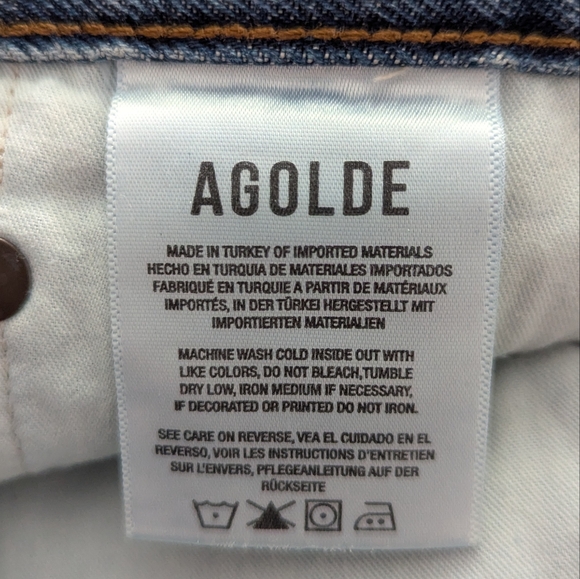 AGOLDE
MADE IN TURKEY OF IMPORTED MATERIALS
HECHO EN TURQUIA DE MATERIALES IMPORTADOS
FABRIQUÉ EN TURQUIE A PARTIR DE MATÉRIAUX
IMPORTÉS, IN DER TÜRKEI HERGESTELLT MIT
IMPORTIERTEN MATERIALIEN
MACHINE WASH COLD INSIDE OUT WITH
LIKE COLORS, DO NOT BLEACH, TUMBLE
DRY LOW, IRON MEDIUM IF NECESSARY,
IF DECORATED OR PRINTED DO NOT IRON.
SEE CARE ON REVERSE, VEA EL CUIDADO EN EL
REVERSO, VOIR LES INSTRUCTIONS D'ENTRETIEN
SUR L'ENVERS, PFLEGEANLEITUNG AUF DER
RÜCKSEITE